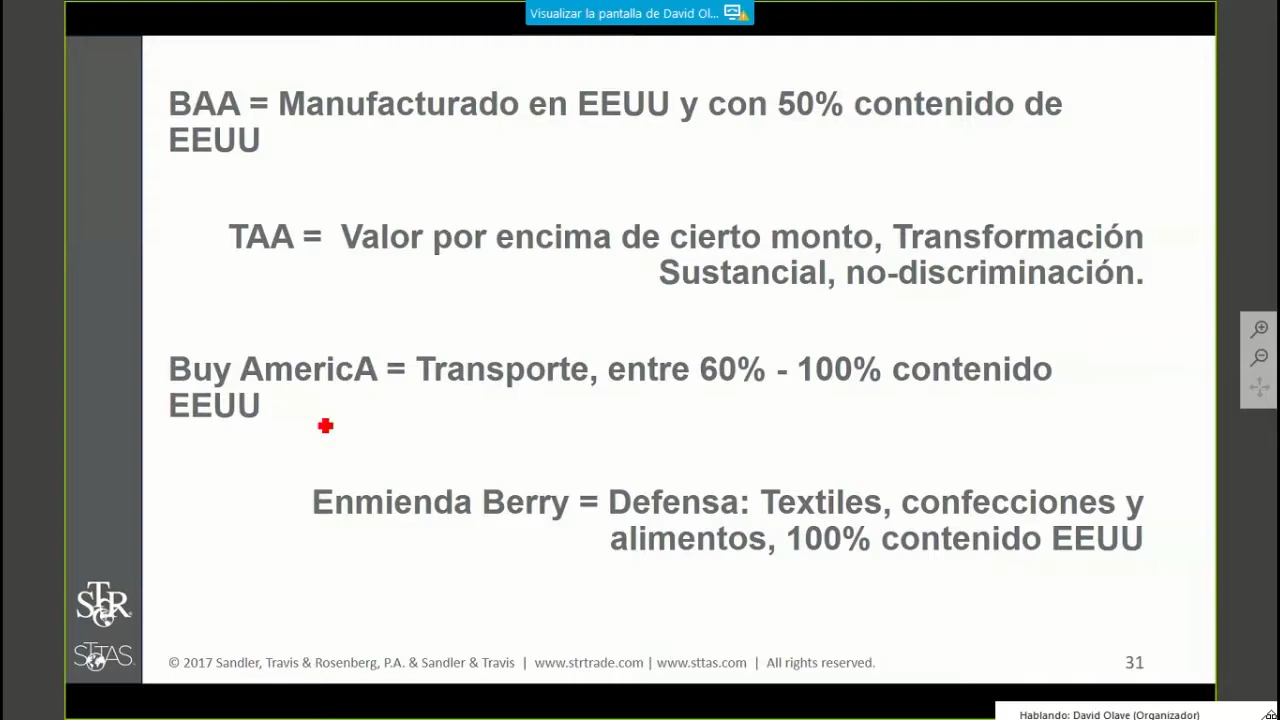 Visualizar la pantalla de David Ol...
BAA = Manufacturado en EEUU y con 50% contenido de
EEUU
TAA = Valor por encima de cierto monto, Transformación
Sustancial, no-discriminación.
Buy AmericA = Transporte, entre 60% - 100% contenido
EEUU
Enmienda Berry = Defensa: Textiles, confecciones y
alimentos, 100% contenido EEUU
STR
STTAS
© 2017 Sandler, Travis & Rosenberg, P.A. & Sandler & Travis | www.strtrade.com | www.sttas.com | All rights reserved.
31
Hablando: David Olave (Organizador)